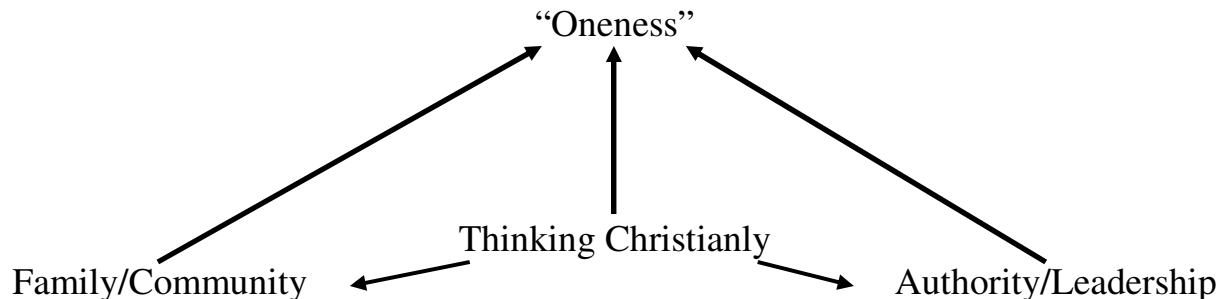 “Oneness”
Thinking Christianly
Family/Community
Authority/Leadership